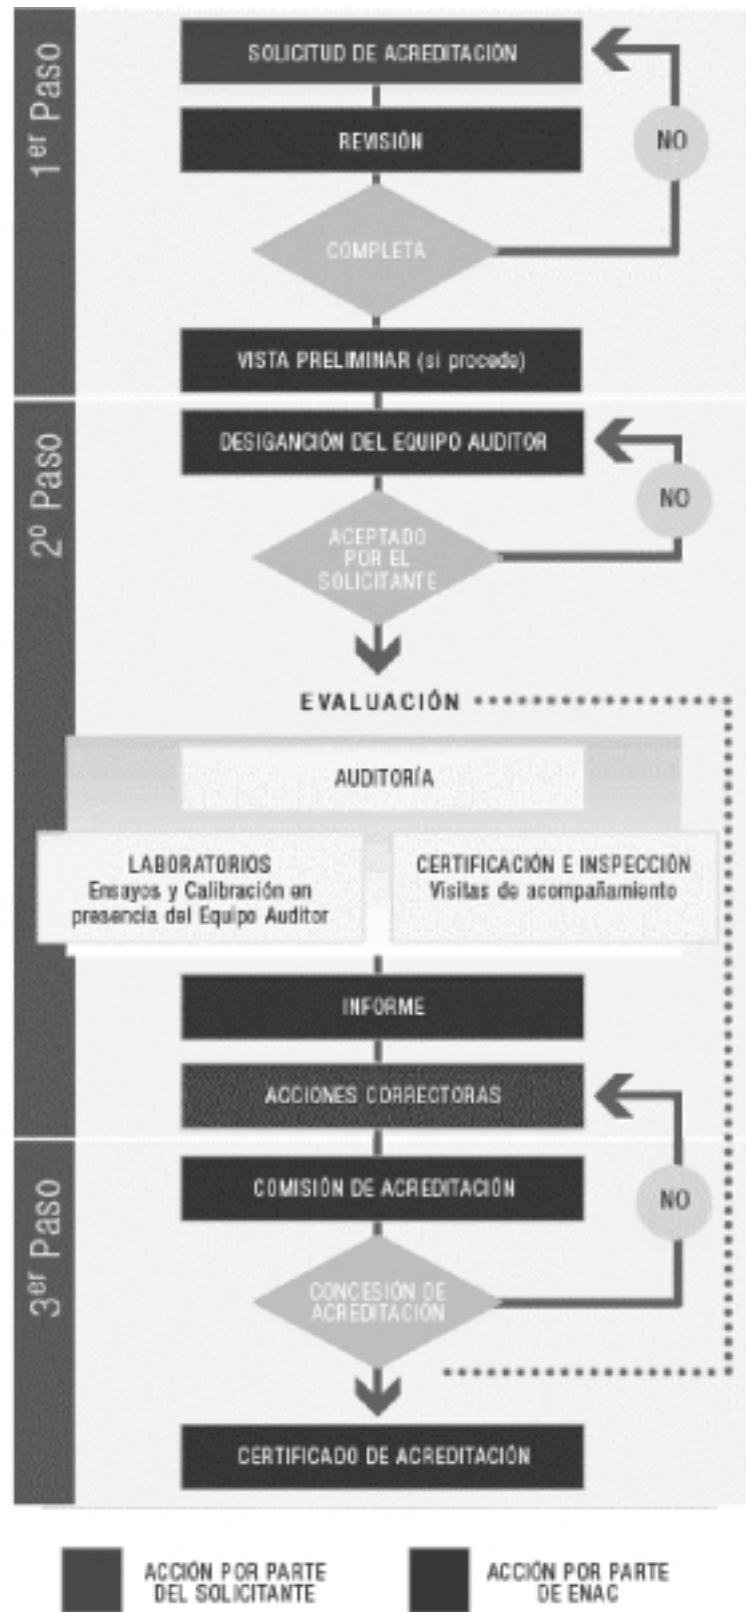 1er Paso
SOLICITUD DE ACREDITACIÓN
REVISIÓN
NO
COMPLETA
VISTA PRELIMINAR (si procede)
2º Paso
DESIGANCIÓN DEL EQUIPO AUDITOR
NO
ACEPTADO
POR EL
SOLICITANTE
EVALUACIÓN
AUDITORÍA
LABORATORIOS
Ensayos y Calibración en
presencia del Equipo Auditor
CERTIFICACIÓN E INSPECCIÓN
Visitas de acompañamiento
INFORME
ACCIONES CORRECTORAS
3er Paso
COMISIÓN DE ACREDITACIÓN
NO
CONCESIÓN DE
ACREDITACIÓN
CERTIFICADO DE ACREDITACIÓN
ACCIÓN POR PARTE
DEL SOLICITANTE
ACCIÓN POR PARTE
DE ENAC